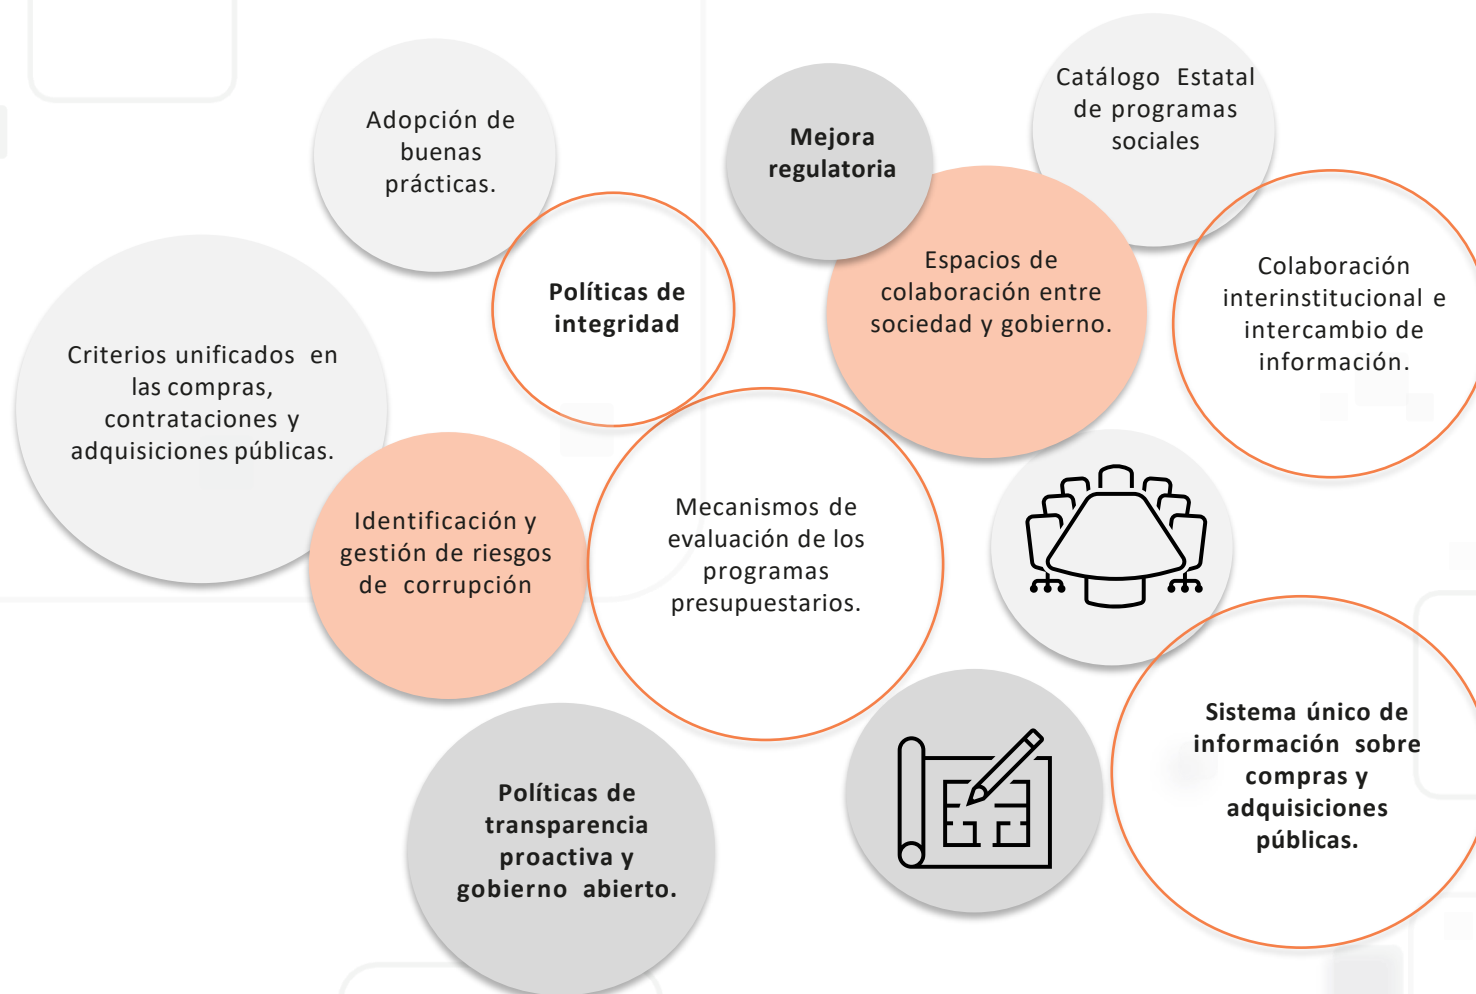 Adopción de
buenas
prácticas.
Mejora
regulatoria
Catálogo Estatal
de programas
sociales
Políticas de
integridad
Espacios de
colaboración entre
sociedad y gobierno.
Colaboración
interinstitucional e
intercambio de
información.
Criterios unificados en
las compras,
contrataciones y
adquisiciones públicas.
Identificación y
gestión de riesgos
de corrupción
Mecanismos de
evaluación de los
programas
presupuestarios.
Sistema único de
información sobre
compras y
adquisiciones
públicas.
Políticas de
transparencia
proactiva y
gobierno abierto.